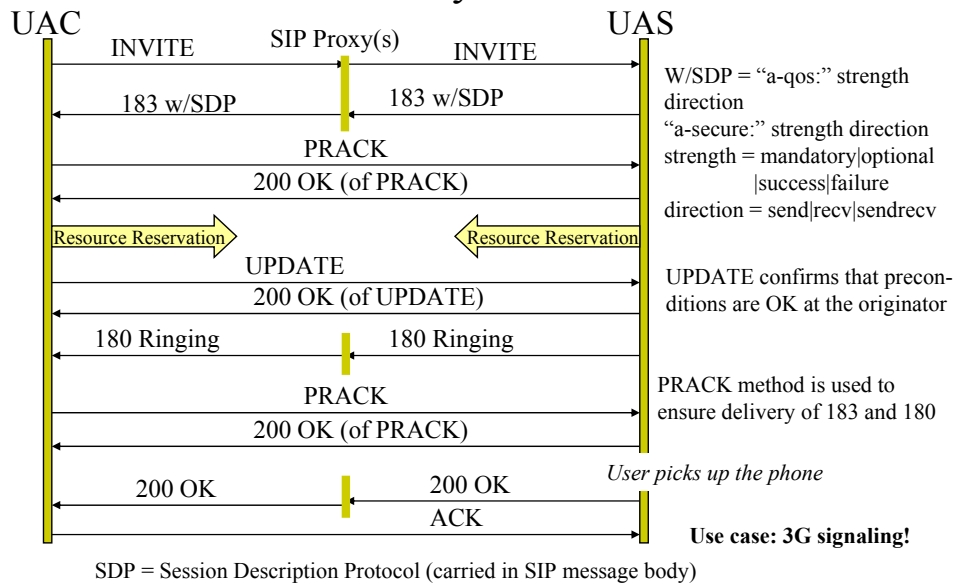 UAC
SIP Proxy(s)
UAS
INVITE
INVITE
183 w/SDP
183 w/SDP
W/SDP = “a-qos:” strength
direction
“a-secure:” strength direction
strength = mandatory|optional
|success|failure
direction = send|recv|sendrecv
PRACK
200 OK (of PRACK)
Resource Reservation
Resource Reservation
UPDATE
200 OK (of UPDATE)
UPDATE confirms that precon-
ditions are OK at the originator
180 Ringing
180 Ringing
PRACK
200 OK (of PRACK)
PRACK method is used to
ensure delivery of 183 and 180
User picks up the phone
200 OK
200 OK
ACK
Use case: 3G signaling!
SDP = Session Description Protocol (carried in SIP message body)